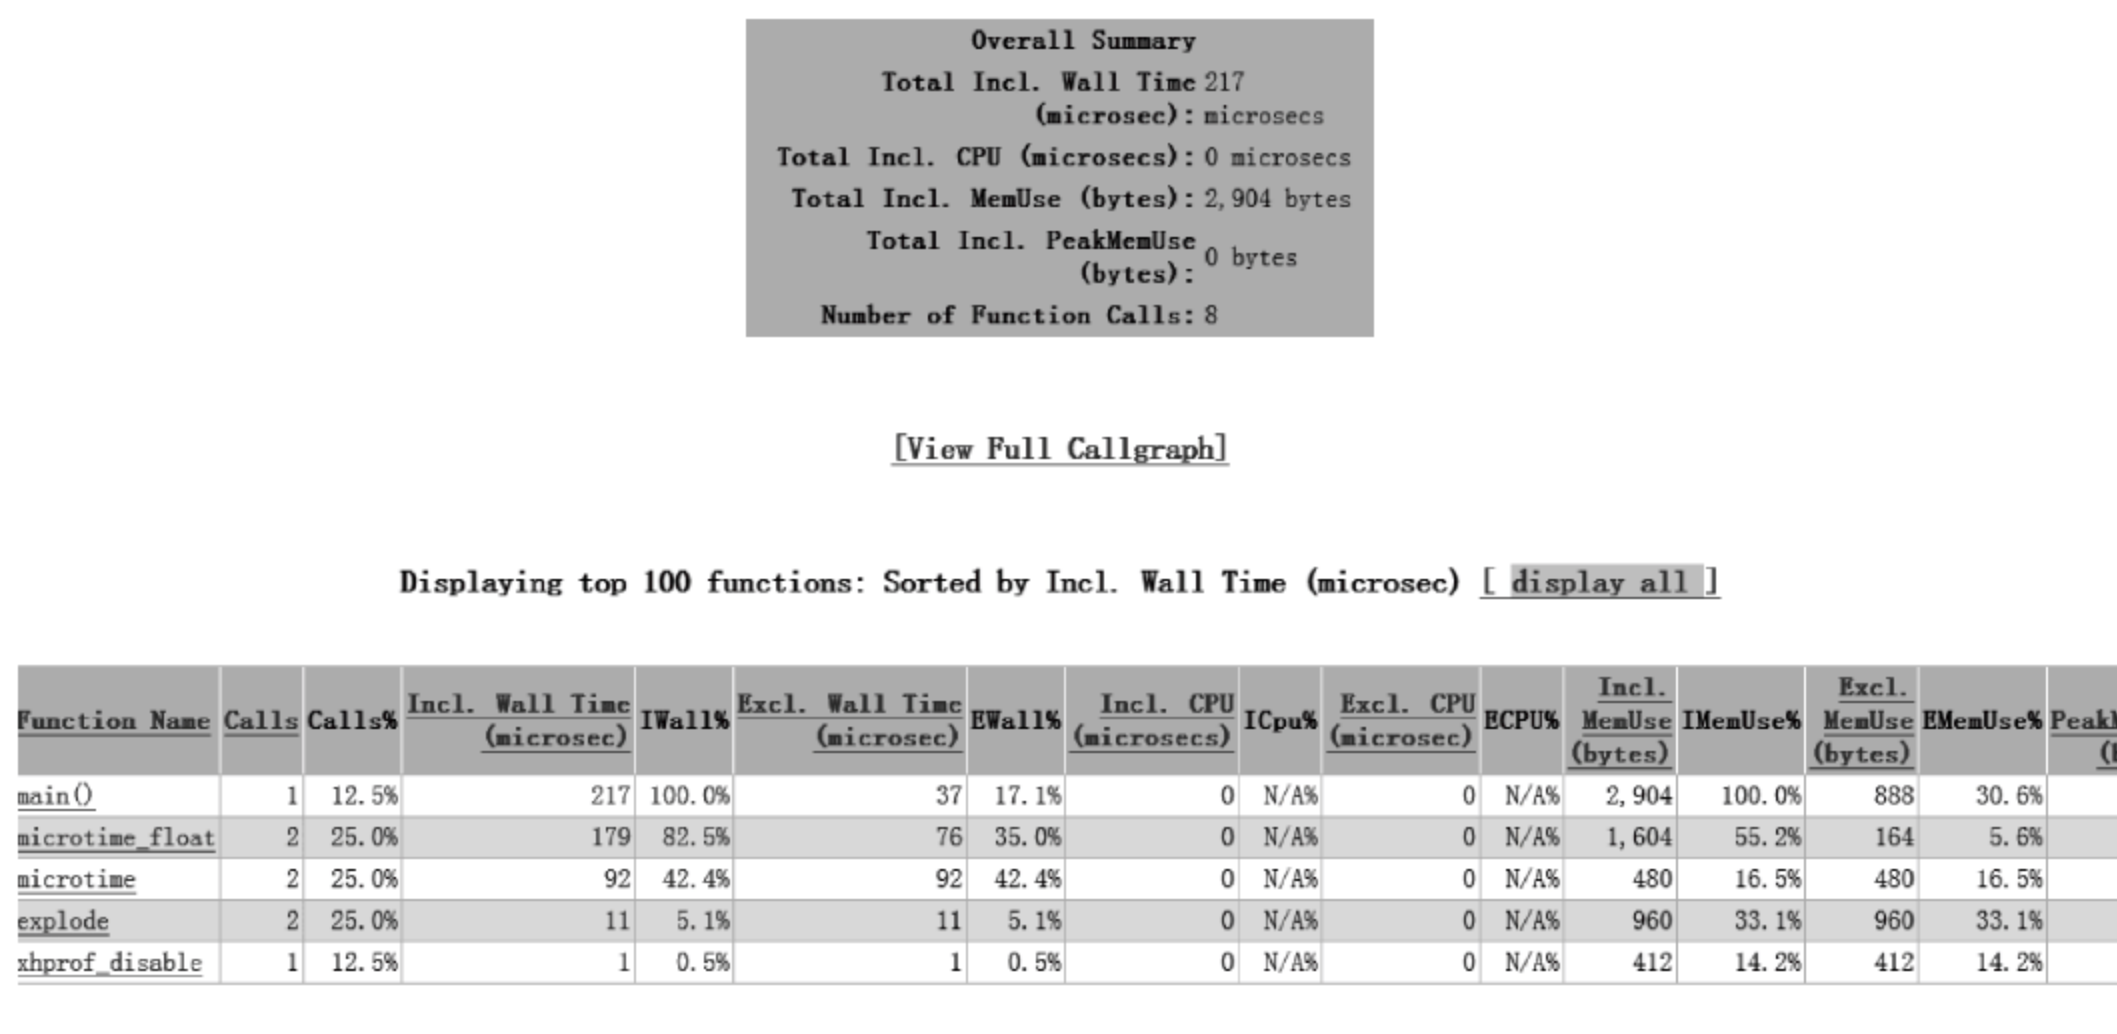 Overall Summary
Total Incl. Wall Time 217
(microsec): microsecs
Total Incl. CPU (microsecs): 0 microsecs
Total Incl. MemUse (bytes): 2,904 bytes
Total Incl. PeakMemUse
(bytes): 0 bytes
Number of Function Calls: 8
[View Full Callgraph]
Displaying top 100 functions: Sorted by Incl. Wall Time (microsec) [ display all ]
Function Name Calls Calls% Incl. Wall Time (microsec) IWall% Excl. Wall Time (microsec) EWall% Incl. CPU (microsecs) ICpu% Excl. CPU (microsec) ECPU% Incl. MemUse (bytes) IMemUse% Excl. MemUse (bytes) EMemUse%
main() 1 12.5% 217 100.0% 37 17.1% 0 N/A% 0 N/A% 2,904 100.0% 888 30.6%
microtime_float 2 25.0% 179 82.5% 76 35.0% 0 N/A% 0 N/A% 1,604 55.2% 164 5.6%
microtime 2 25.0% 92 42.4% 92 42.4% 0 N/A% 0 N/A% 480 16.5% 480 16.5%
explode 2 25.0% 11 5.1% 11 5.1% 0 N/A% 0 N/A% 960 33.1% 960 33.1%
xhprof_disable 1 12.5% 1 0.5% 1 0.5% 0 N/A% 0 N/A% 412 14.2% 412 14.2%